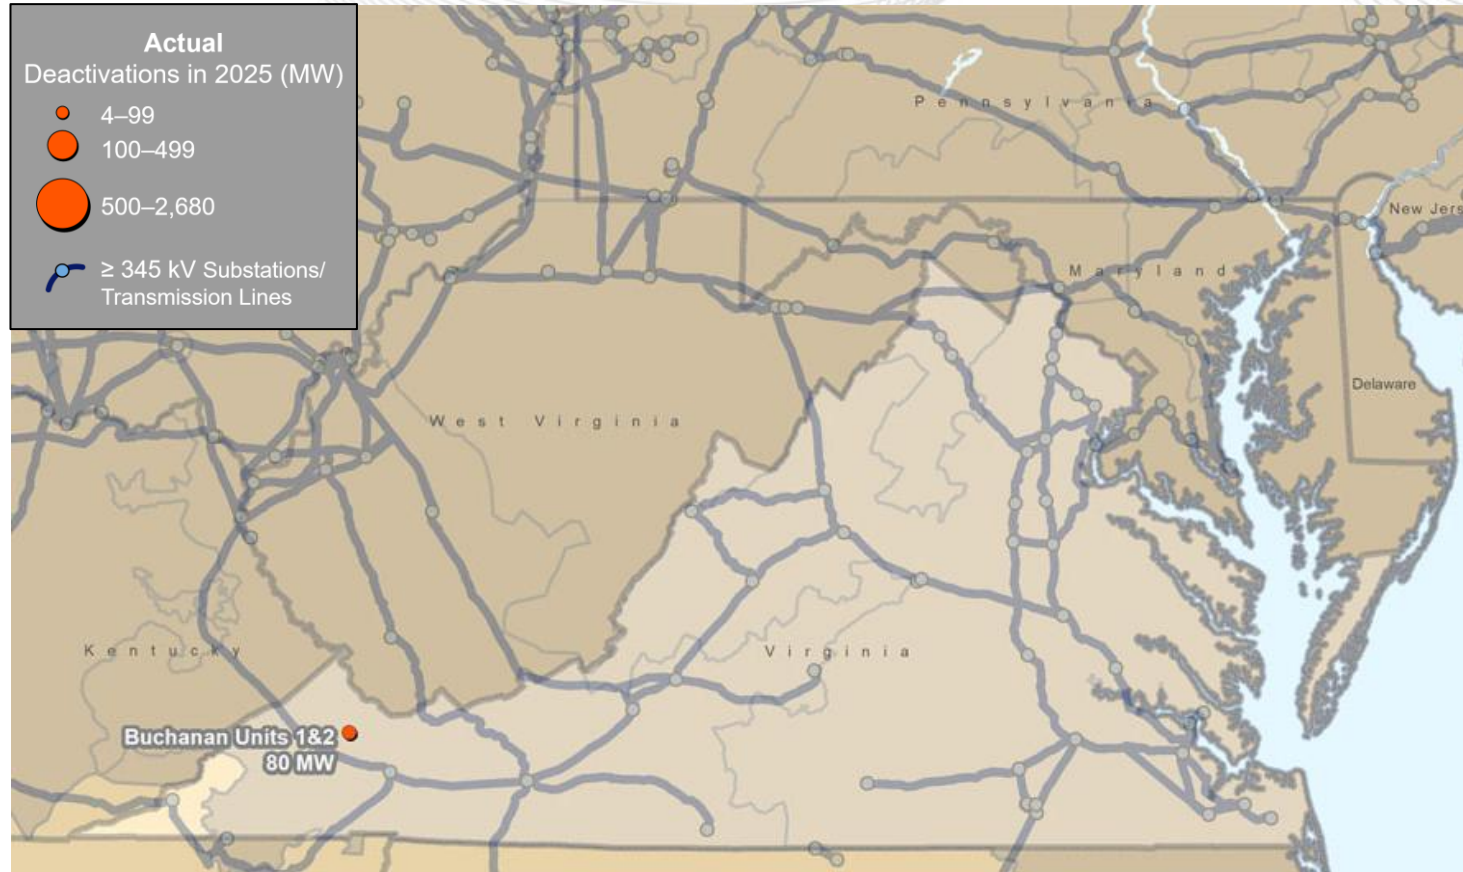 Actual
Deactivations in 2025 (MW)
4–99
100–499
500–2,680
≥ 345 kV Substations/
Transmission Lines
Pennsylvania
New Jers
Maryland
Delaware
West Virginia
Kentucky
Virginia
Buchanan Units 1&2
80 MW